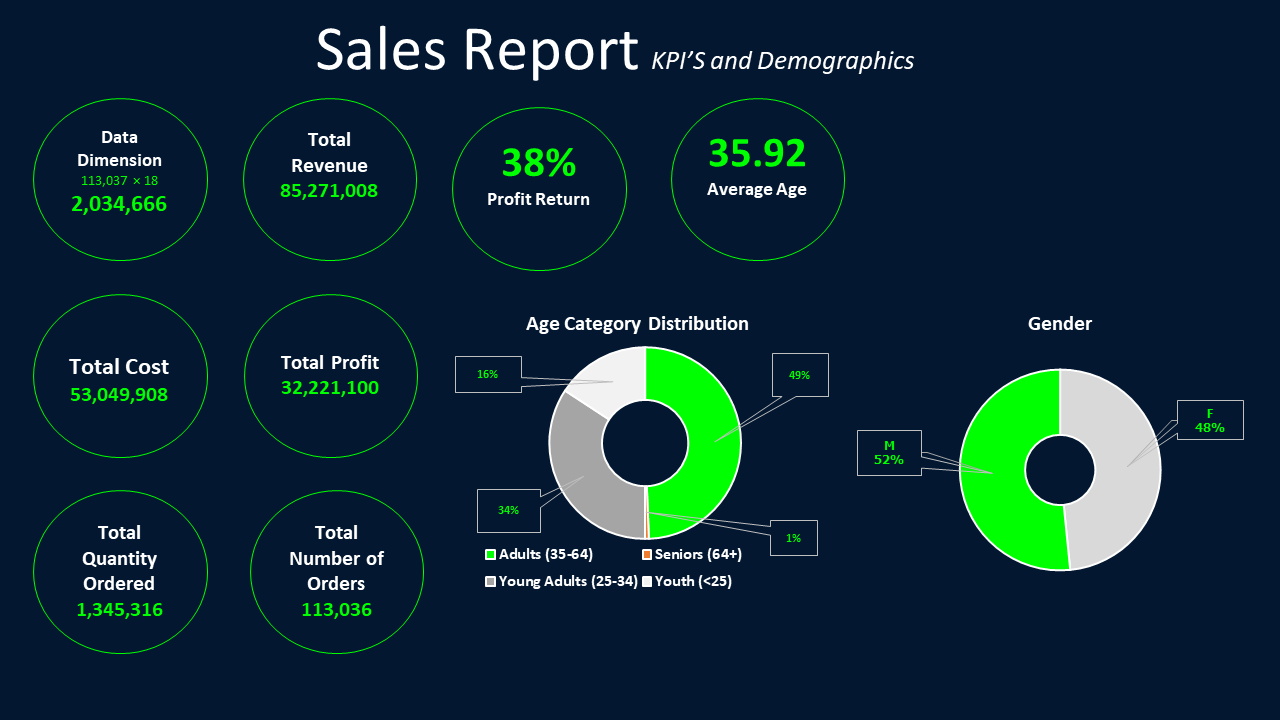 Sales Report KPI’S and Demographics
Data
Dimension
113,037 × 18
2,034,666
Total
Revenue
85,271,008
38%
Profit Return
35.92
Average Age
Total Cost
53,049,908
Total Profit
32,221,100
Total
Quantity
Ordered
1,345,316
Total
Number of
Orders
113,036
Age Category Distribution
16%
49%
34%
1%
Adults (35-64)
Seniors (64+)
Young Adults (25-34)
Youth (<25)
Gender
M
52%
F
48%